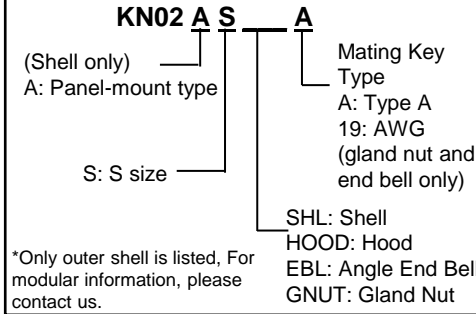 KN02 A S ___ A
(Shell only)
A: Panel-mount type
Mating Key
Type
A: Type A
19: AWG
(gland nut and
end bell only)
S: S size
SHL: Shell
HOOD: Hood
EBL: Angle End Bel
GNUT: Gland Nut
*Only outer shell is listed, For
modular information, please
contact us.